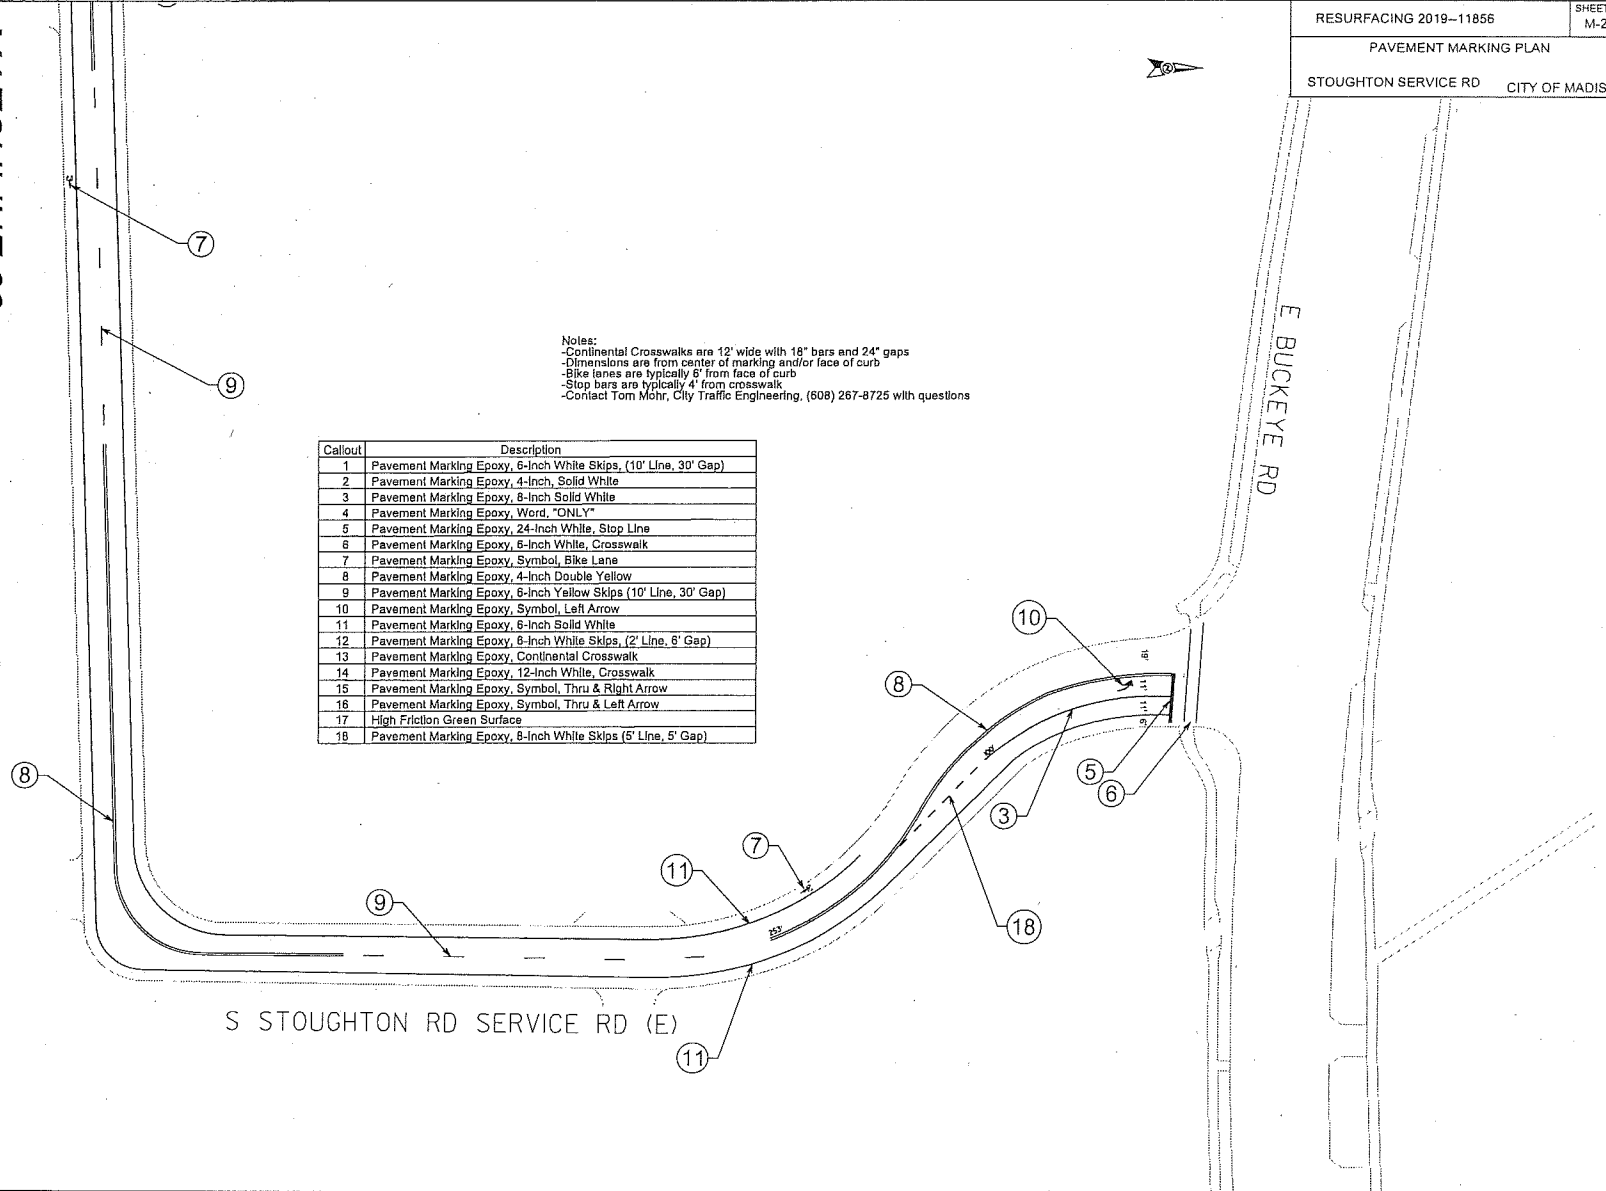 RESURFACING 2019-11856
SHEET
M-2
PAVEMENT MARKING PLAN
STOUGHTON SERVICE RD
CITY OF MADIS
Notes:
-Continental Crosswalks are 12' wide with 18" bars and 24" gaps
-Dimensions are from center of marking and/or face of curb
-Bike lanes are typically 6' from face of curb
-Stop bars are typically 4' from crosswalk
-Contact Tom Mohr, City Traffic Engineering, (608) 267-8725 with questions
Callout Description
1 Pavement Marking Epoxy, 6-Inch White Skips, (10' Line, 30' Gap)
2 Pavement Marking Epoxy, 4-Inch, Solid White
3 Pavement Marking Epoxy, 8-Inch Solid White
4 Pavement Marking Epoxy, Word, "ONLY"
5 Pavement Marking Epoxy, 24-Inch White, Stop Line
6 Pavement Marking Epoxy, 6-Inch White, Crosswalk
7 Pavement Marking Epoxy, Symbol, Bike Lane
8 Pavement Marking Epoxy, 4-Inch Double Yellow
9 Pavement Marking Epoxy, 6-Inch Yellow Skips (10' Line, 30' Gap)
10 Pavement Marking Epoxy, Symbol, Left Arrow
11 Pavement Marking Epoxy, 6-Inch Solid White
12 Pavement Marking Epoxy, 6-Inch White Skips, (2' Line, 6' Gap)
13 Pavement Marking Epoxy, Continental Crosswalk
14 Pavement Marking Epoxy, 12-Inch White, Crosswalk
15 Pavement Marking Epoxy, Symbol, Thru & Right Arrow
16 Pavement Marking Epoxy, Symbol, Thru & Left Arrow
17 High Friction Green Surface
18 Pavement Marking Epoxy, 8-Inch White Skips (5' Line, 5' Gap)
E BUCKEYE RD
7
9
10
8
19'
11'
11'
6'
100'
5
6
3
8
7
11
9
18
253'
S STOUGHTON RD SERVICE RD (E)
11